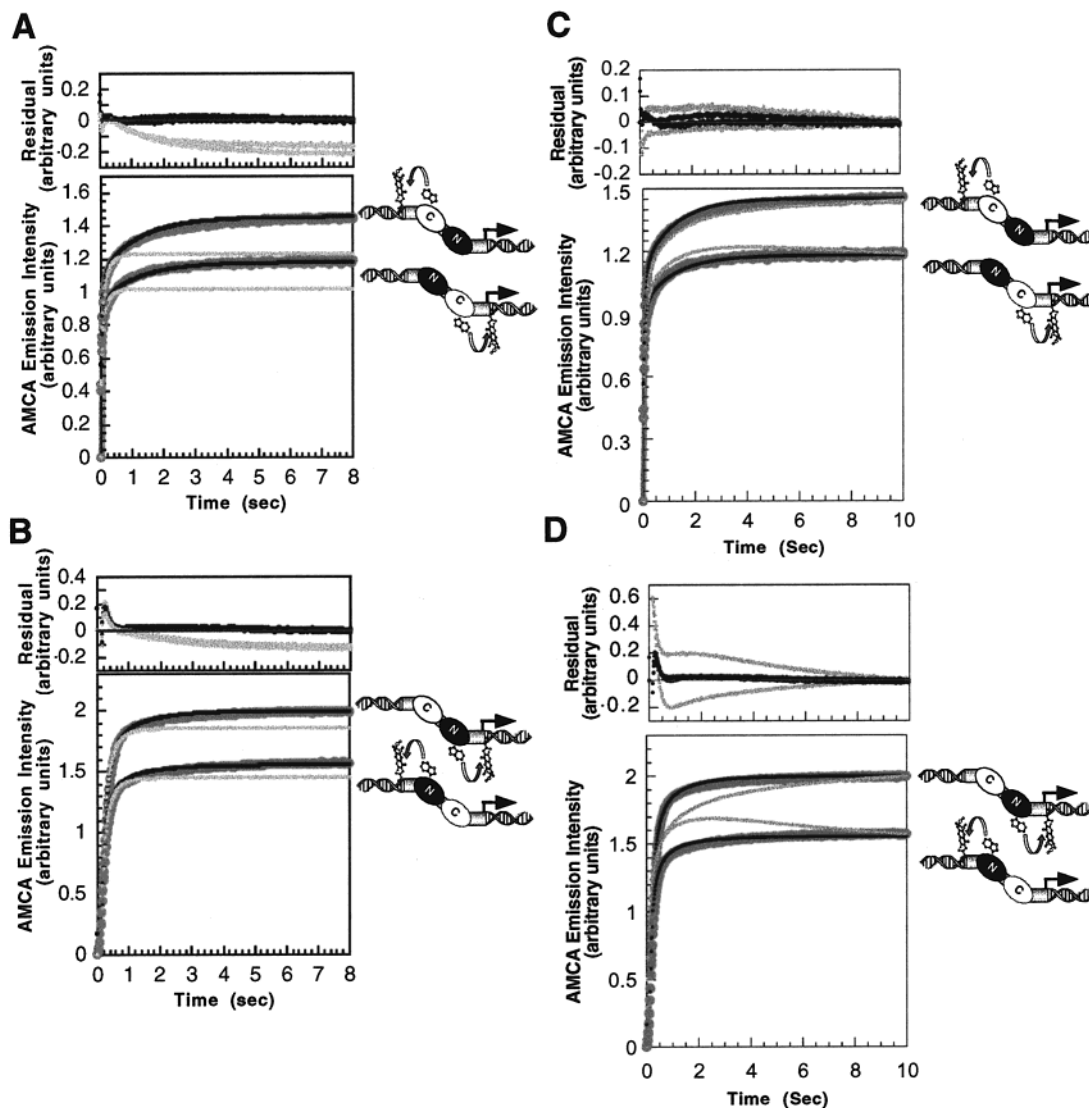 A
Residual
(arbitrary units)
0.2
0
-0.2
AMCA Emission Intensity
(arbitrary units)
1.6
1.4
1.2
1
0.8
0.6
0.4
0.2
0
0 1 2 3 4 5 6 7 8
Time (sec)
C
N
N
C
B
Residual
(arbitrary units)
0.4
0.2
0
-0.2
AMCA Emission Intensity
(arbitrary units)
2
1.5
1
0.5
0
0 1 2 3 4 5 6 7 8
Time (sec)
C
N
N
C
C
Residual
(arbitrary units)
0.2
0.1
0
-0.1
-0.2
AMCA Emission Intensity
(arbitrary units)
1.5
1.2
0.9
0.6
0.3
0
0 2 4 6 8 10
Time (Sec)
C
N
N
C
D
Residual
(arbitrary units)
0.6
0.4
0.2
0
-0.2
AMCA Emission Intensity
(arbitrary units)
2
1.5
1
0.5
0
0 2 4 6 8 10
Time (Sec)
C
N
N
C